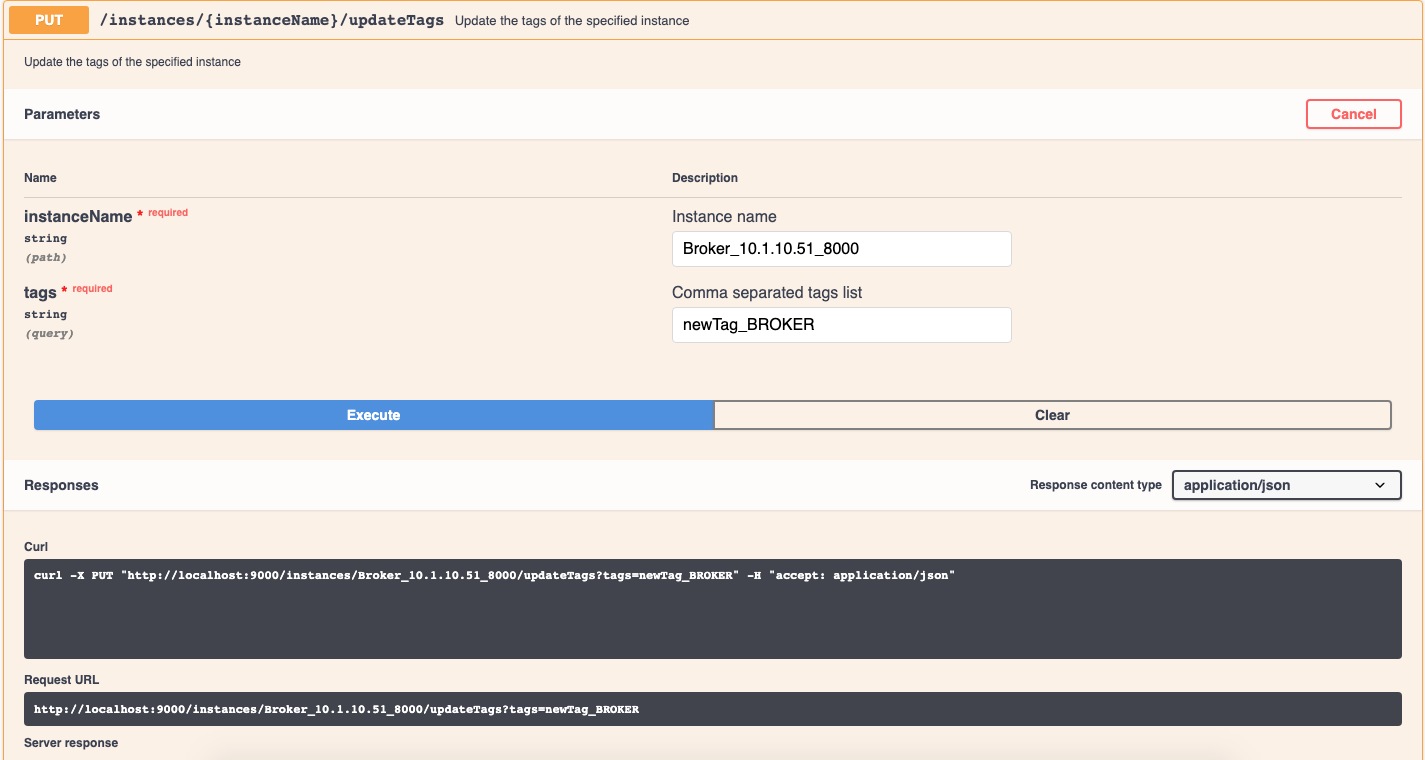 PUT /instances/{instanceName}/updateTags Update the tags of the specified instance
Update the tags of the specified instance
Parameters Cancel
Name Description
instanceName * required Instance name
string Broker_10.1.10.51_8000
(path)
tags * required Comma separated tags list
string newTag_BROKER
(query)
Execute Clear
Responses Response content type application/json
Curl
curl -X PUT "http://localhost:9000/instances/Broker_10.1.10.51_8000/updateTags?tags=newTag_BROKER" -H "accept: application/json"
Request URL
http://localhost:9000/instances/Broker_10.1.10.51_8000/updateTags?tags=newTag_BROKER
Server response